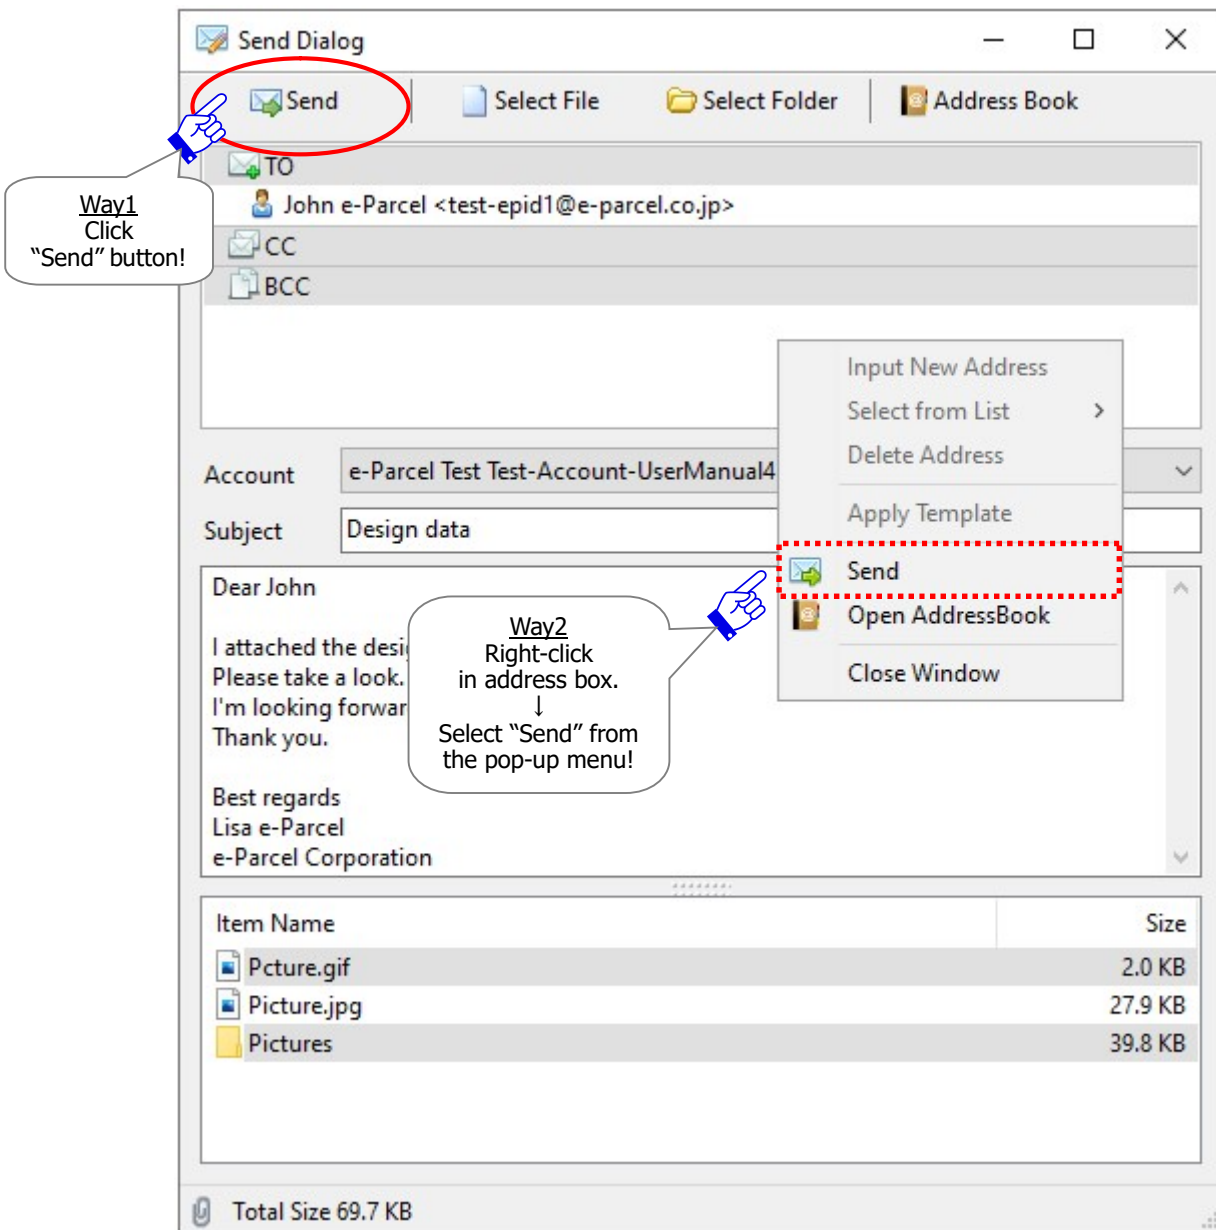 Send Dialog
Send
Select File
Select Folder
Address Book
TO
John e-Parcel <test-epid1@e-parcel.co.jp>
CC
BCC
Way1
Click
“Send” button!
Input New Address
Select from List
Delete Address
Apply Template
Send
Open AddressBook
Close Window
Account
e-Parcel Test Test-Account-UserManual4
Subject
Design data
Dear John
I attached the desi
Please take a look.
I'm looking forwar
Thank you.
Best regards
Lisa e-Parcel
e-Parcel Corporation
Way2
Right-click
in address box.
↓
Select “Send” from
the pop-up menu!
Item Name Size
Pcture.gif 2.0 KB
Picture.jpg 27.9 KB
Pictures 39.8 KB
Total Size 69.7 KB